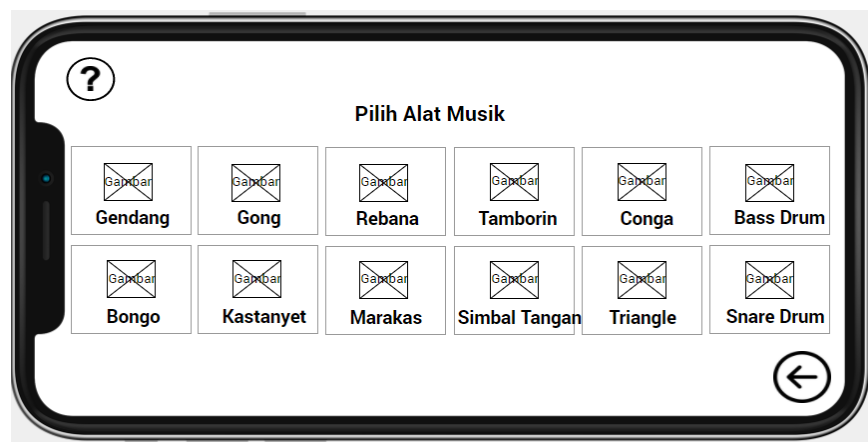 ?
Pilih Alat Musik
Gambar Gambar Gambar Gambar Gambar Gambar
Gendang Gong Rebana Tamborin Conga Bass Drum
Gambar Gambar Gambar Gambar Gambar Gambar
Bongo Kastanyet Marakas Simbal Tangan Triangle Snare Drum